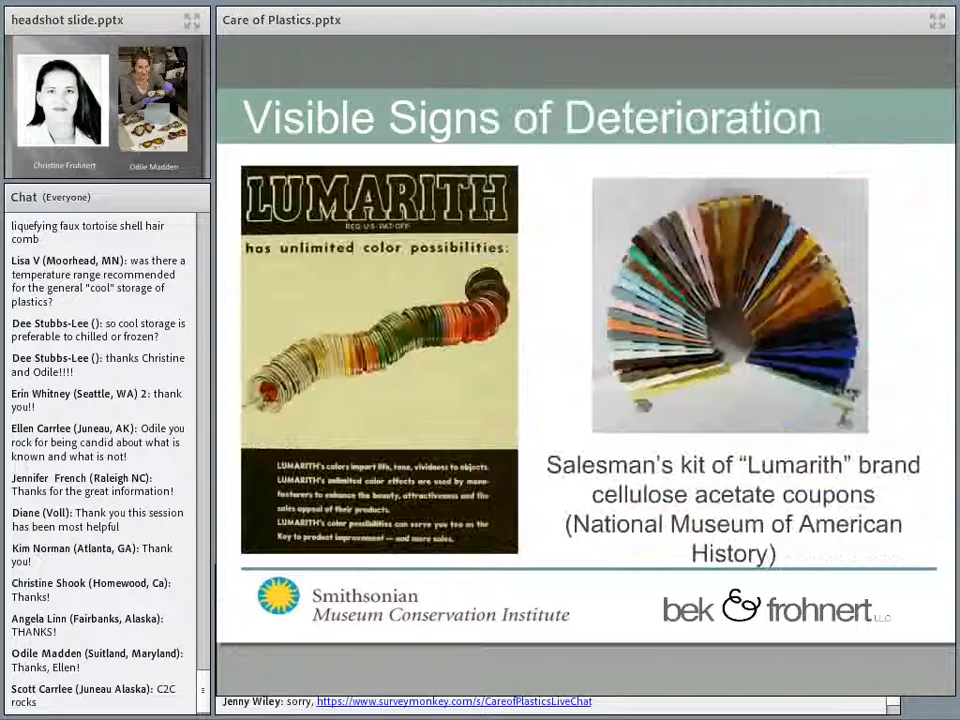 headshot slide.pptx
Christine Frohnert
Odile Madden
Chat (Everyone)
liquefying faux tortoise shell hair
comb
Lisa V (Moorhead, MN): was there a
temperature range recommended
for the general "cool" storage of
plastics?
Dee Stubbs-Lee (): so cool storage is
preferable to chilled or frozen?
Dee Stubbs-Lee (): thanks Christine
and Odile!!!!
Erin Whitney (Seattle, WA) 2: thank
you!!
Ellen Carrlee (Juneau, AK): Odile you
rock for being candid about what is
known and what is not!
Jennifer French (Raleigh NC):
Thanks for the great information!
Diane (Voll): Thank you this session
has been most helpful
Kim Norman (Atlanta, GA): Thank
you!
Christine Shook (Homewood, Ca):
Thanks!
Angela Linn (Fairbanks, Alaska):
THANKS!
Odile Madden (Suitland, Maryland):
Thanks, Ellen!
Scott Carrlee (Juneau Alaska): C2C
rocks
Care of Plastics.pptx
Visible Signs of Deterioration
LUMARITH
REG. U.S. PAT. OFF.
has unlimited color possibilities:
LUMARITH's colors impart life, tone, vividness to objects.
LUMARITH's unlimited color effects are used by manu-
facturers to enhance the beauty, attractiveness and the
sales appeal of their products.
LUMARITH's color possibilities can serve you too as the
Key to product improvement — and more sales.
Salesman's kit of "Lumarith" brand
cellulose acetate coupons
(National Museum of American
History)
Smithsonian
Museum Conservation Institute
bek & frohnert LLC
Jenny Wiley: sorry, https://www.surveymonkey.com/s/CareofPlasticsLiveChat